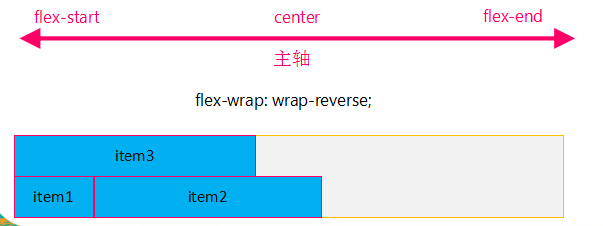 flex-start center flex-end
主轴
flex-wrap: wrap-reverse;
item3
item1 item2